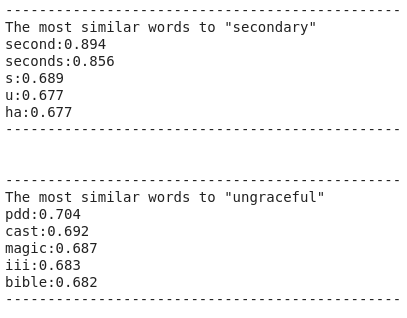 -----------------------------------------------
The most similar words to "secondary"
second:0.894
seconds:0.856
s:0.689
u:0.677
ha:0.677
-----------------------------------------------
-----------------------------------------------
The most similar words to "ungraceful"
pdd:0.704
cast:0.692
magic:0.687
iii:0.683
bible:0.682
-----------------------------------------------